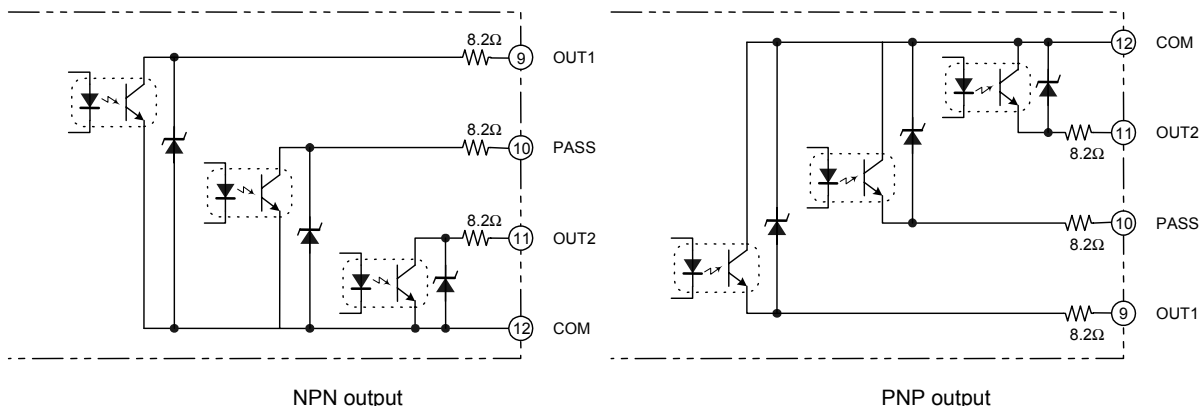 8.2Ω
9 OUT1
8.2Ω
10 PASS
8.2Ω
11 OUT2
12 COM
NPN output
12 COM
11 OUT2
8.2Ω
10 PASS
8.2Ω
9 OUT1
8.2Ω
PNP output